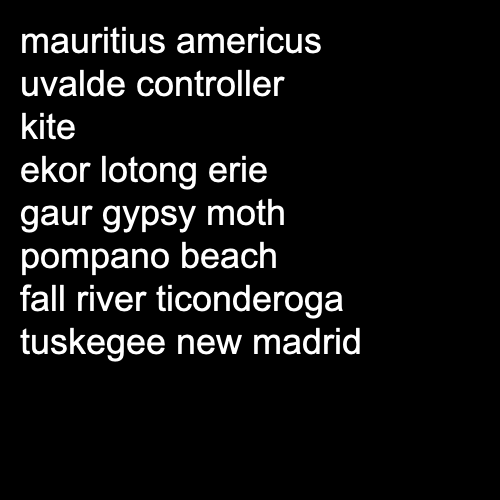 mauritius americus
uvalde controller
kite
ekor lotong erie
gaur gypsy moth
pompano beach
fall river ticonderoga
tuskegee new madrid